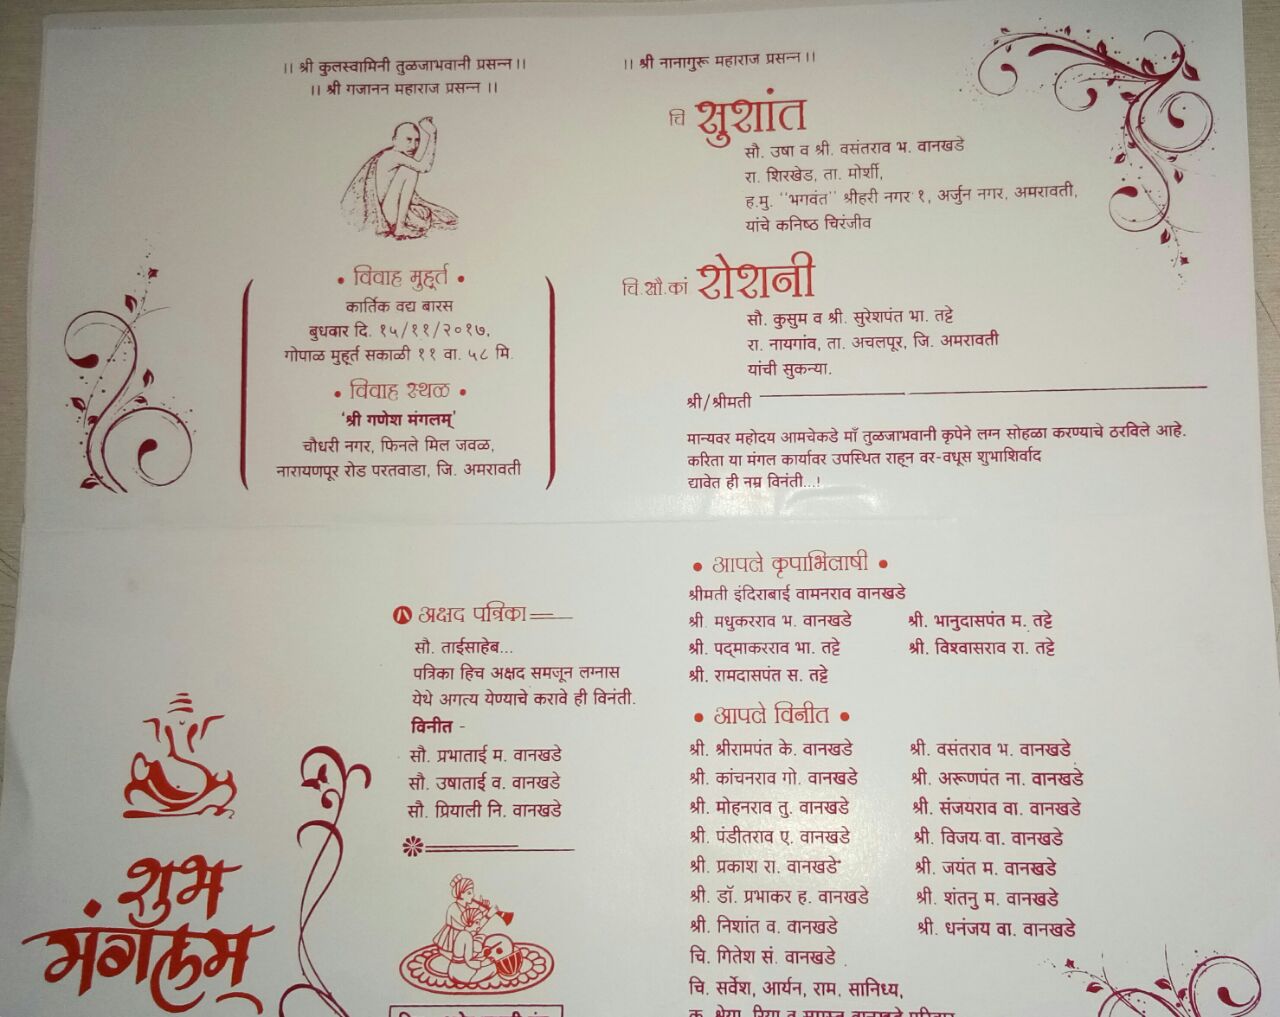 ।। श्री कुलस्वामिनी तुळजाभवानी प्रसन्न।।
।। श्री गजानन महाराज प्रसन्न ।।
• विवाह मुहूर्त •
कार्तिक वद्य बारस
बुधवार दि. १५/११/२०१७,
गोपाळ मुहूर्त सकाळी ११ वा. ५८ मि.
• विवाह स्थळ •
'श्री गणेश मंगलम्'
चौधरी नगर, फिनले मिल जवळ,
नारायणपूर रोड परतवाडा, जि. अमरावती
।। श्री नानागुरू महाराज प्रसन्न।।
चि सुशांत
सौ. उषा व श्री. वसंतराव भ. वानखडे
रा. शिरखेड, ता. मोर्शी,
ह.मु. ''भगवंत'' श्रीहरी नगर १, अर्जुन नगर, अमरावती,
यांचे कनिष्ठ चिरंजीव
चि.सौ.कां रोशनी
सौ. कुसुम व श्री. सुरेशपंत भा. तट्टे
रा. नायगांव, ता. अचलपूर, जि. अमरावती
यांची सुकन्या.
श्री/श्रीमती
मान्यवर महोदय आमचेकडे माँ तुळजाभवानी कृपेने लग्न सोहळा करण्याचे ठरविले आहे.
करिता या मंगल कार्यावर उपस्थित राहून वर-वधूस शुभाशिर्वाद
द्यावेत ही नम्र विनंती...!
शुभ
मंगलम्
अक्षद पत्रिका
सौ. ताईसाहेब...
पत्रिका हिच अक्षद समजून लग्नास
येथे अगत्य येण्याचे करावे ही विनंती.
विनीत -
सौ. प्रभाताई म. वानखडे
सौ. उषाताई व. वानखडे
सौ. प्रियाली नि. वानखडे
• आपले कृपाभिलाषी •
श्रीमती इंदिराबाई वामनराव वानखडे
श्री. मधुकरराव भ. वानखडे श्री. भानुदासपंत म. तट्टे
श्री. पद्माकरराव भा. तट्टे श्री. विश्वासराव रा. तट्टे
श्री. रामदासपंत स. तट्टे
• आपले विनीत •
श्री. श्रीरामपंत के. वानखडे श्री. वसंतराव भ. वानखडे
श्री. कांचनराव गो. वानखडे श्री. अरूणपंत ना. वानखडे
श्री. मोहनराव तु. वानखडे श्री. संजयराव वा. वानखडे
श्री. पंडीतराव ए. वानखडे श्री. विजय वा. वानखडे
श्री. प्रकाश रा. वानखडे श्री. जयंत म. वानखडे
श्री. डॉ. प्रभाकर ह. वानखडे श्री. शंतनु म. वानखडे
श्री. निशांत व. वानखडे श्री. धनंजय वा. वानखडे
चि. गितेश सं. वानखडे
चि. सर्वेश, आर्यन, राम, सानिध्य,